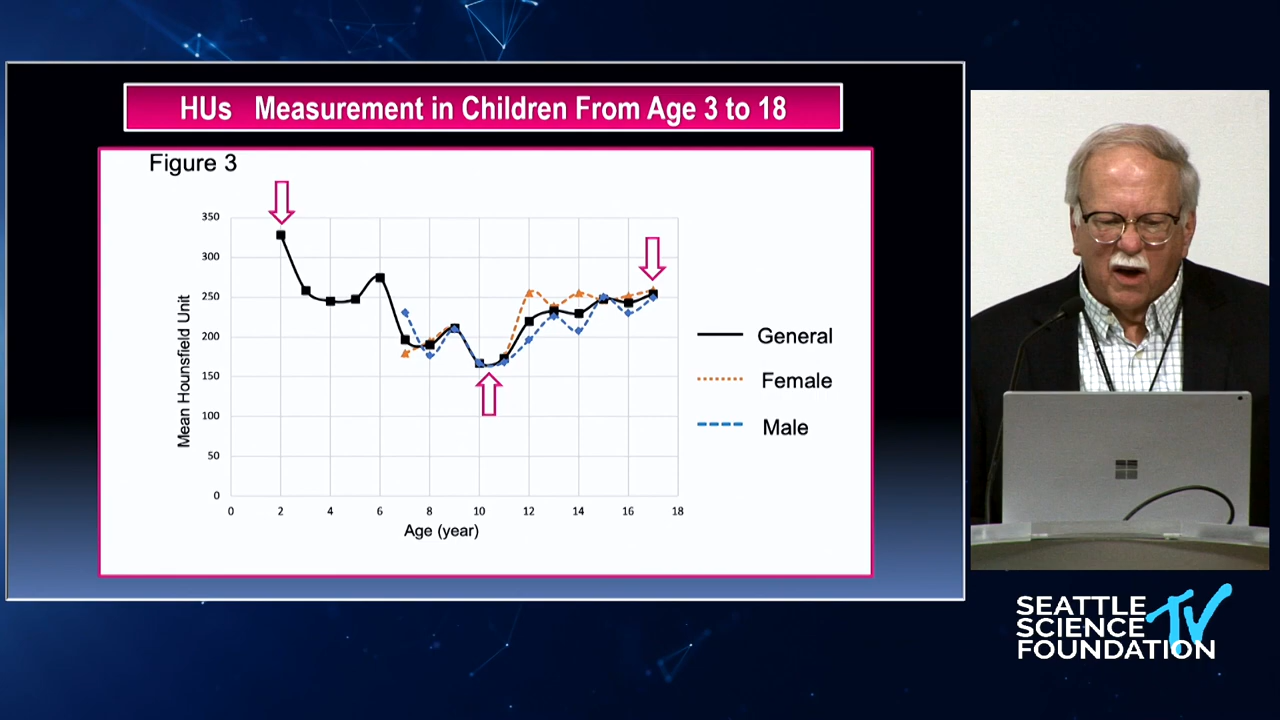 HUs Measurement in Children From Age 3 to 18
Figure 3
350
300
250
200
150
100
50
0
Mean Hounsfield Unit
0 2 4 6 8 10 12 14 16 18
Age (year)
General
Female
Male
SEATTLE
SCIENCE
FOUNDATION
TV